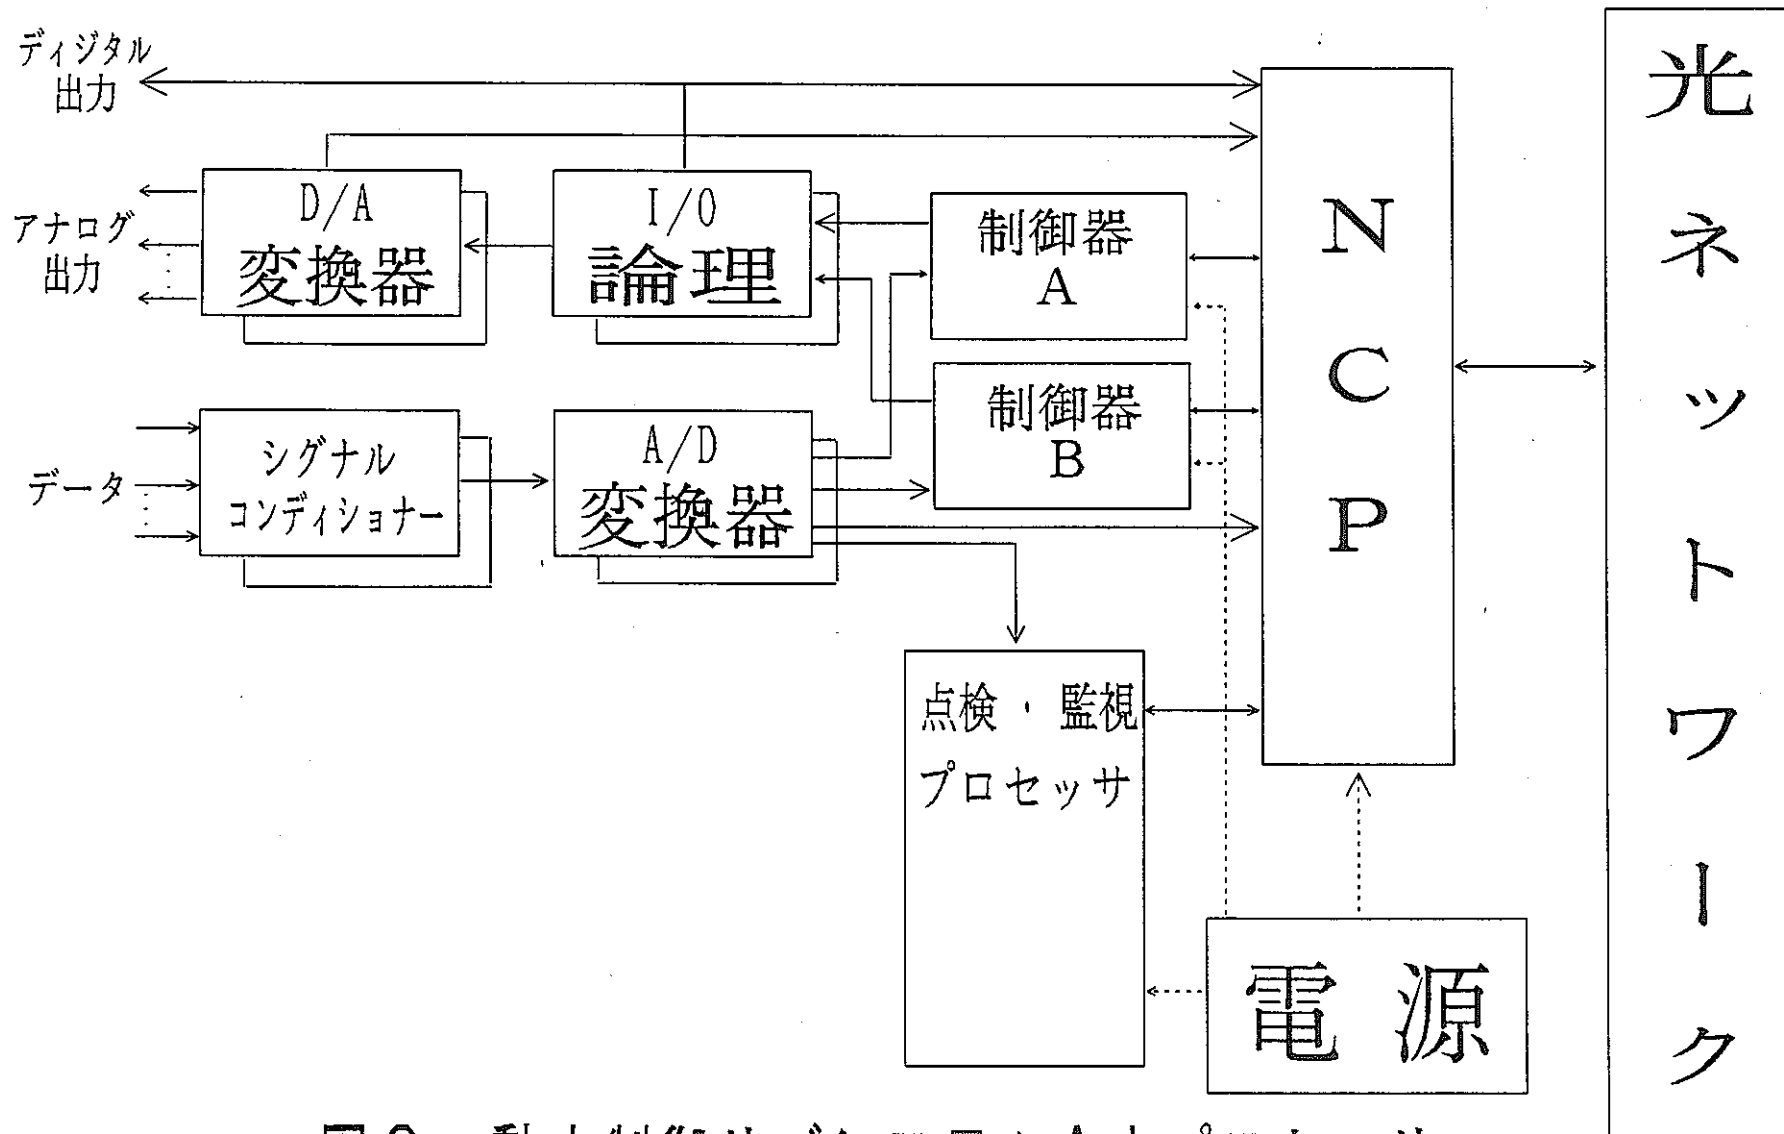 ディジタル
出力
アナログ
出力
D/A
変換器
I/O
論理
制御器
A
制御器
B
データ
シグナル
コンディショナー
A/D
変換器
点検・監視
プロセッサ
NCP
電源
光ネットワーク